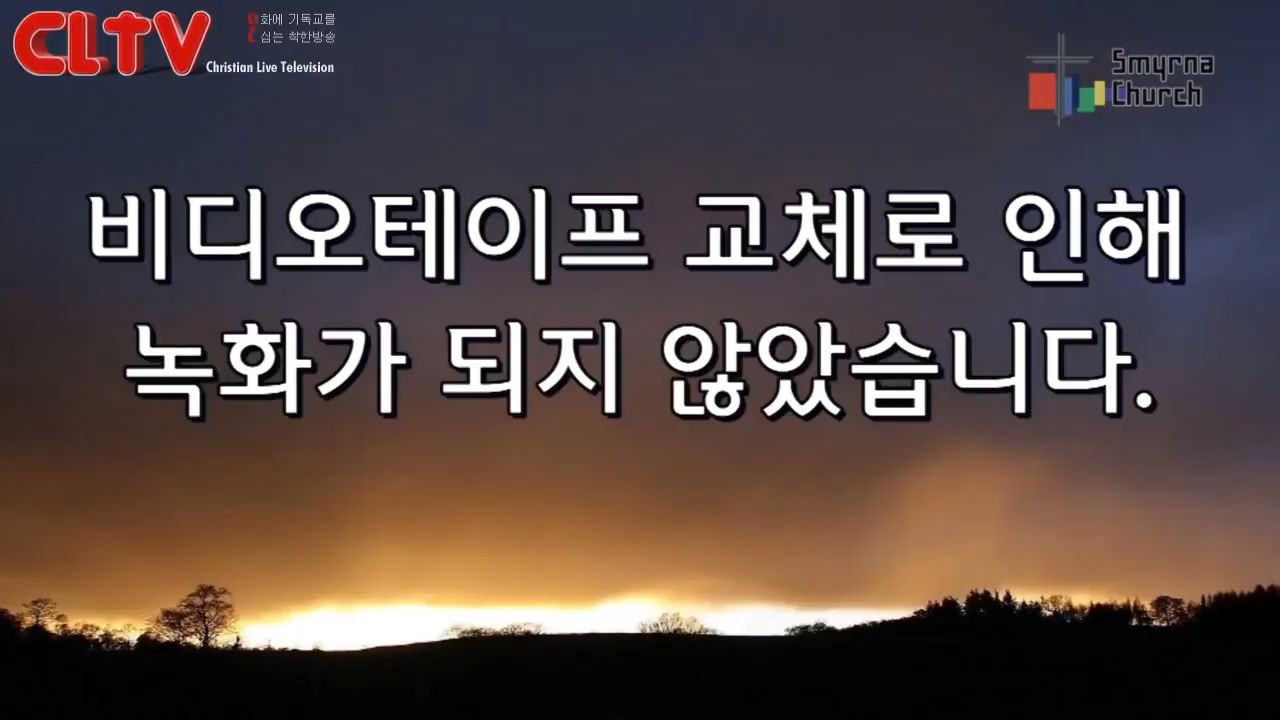 CLTV
화에 기독교를
심는 착한방송
Christian Live Television
Smyrna
Church
비디오테이프 교체로 인해
녹화가 되지 않았습니다.